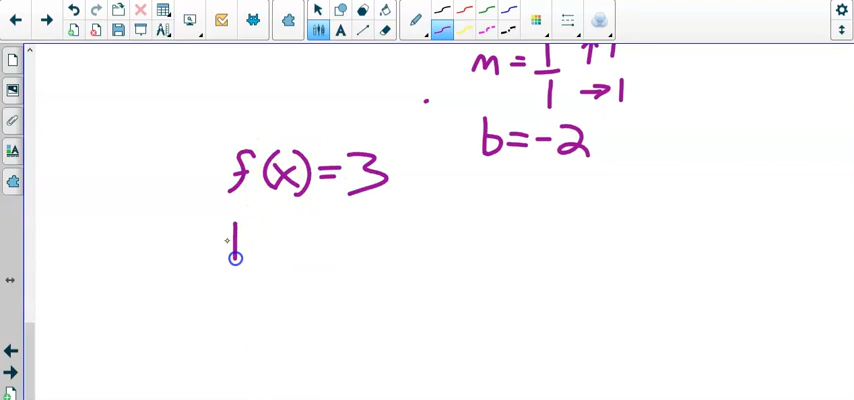 m = 1/1 ↑1 →1
b = -2
f(x) = 3